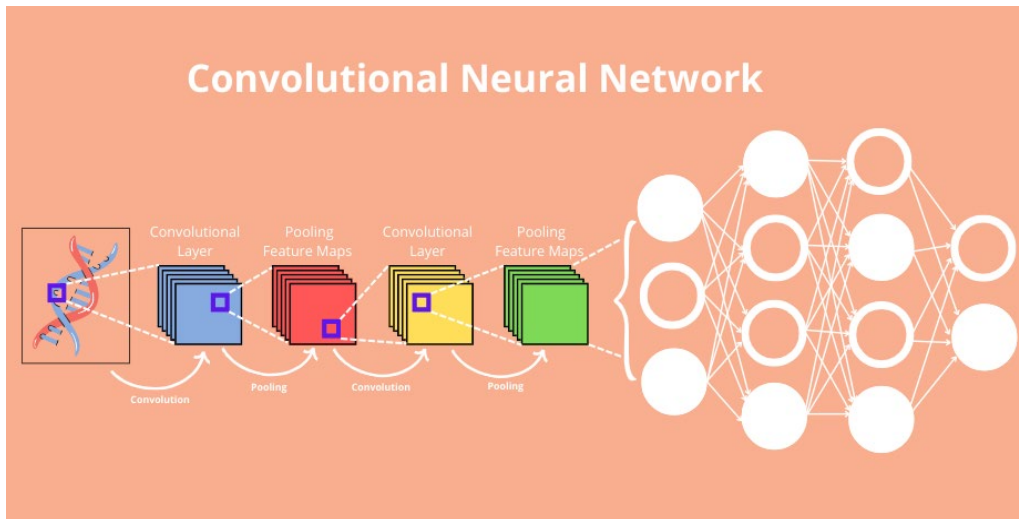 Convolutional Neural Network
Convolutional
Layer
Pooling
Feature Maps
Convolutional
Layer
Pooling
Feature Maps
Convolution
Pooling
Convolution
Pooling